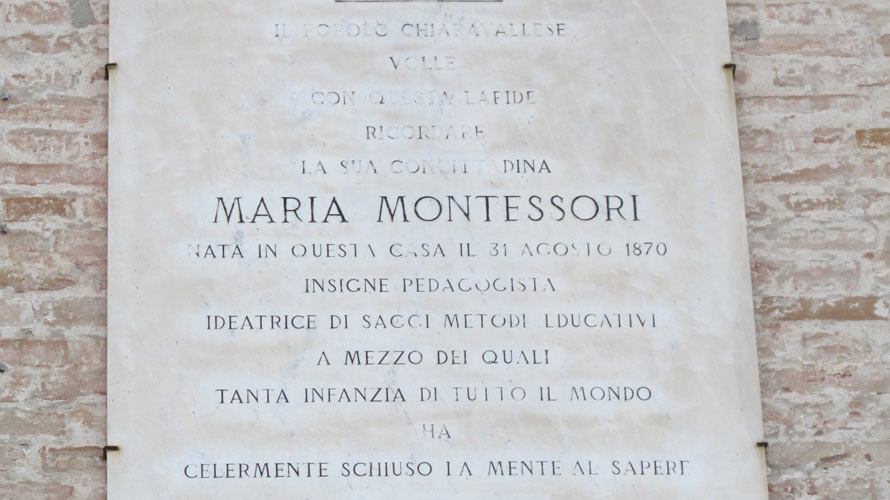 IL POPOLO CHIARAVALLESE
VOLLE
CON QUESTA LAPIDE
RICORDARE
LA SUA CONCITTADINA
MARIA MONTESSORI
NATA IN QUESTA CASA IL 31 AGOSTO 1870
INSIGNE PEDAGOGISTA
IDEATRICE DI SAGGI METODI EDUCATIVI
A MEZZO DEI QUALI
TANTA INFANZIA DI TUTTO IL MONDO
HA
CELERMENTE SCHIUSO LA MENTE AL SAPERE